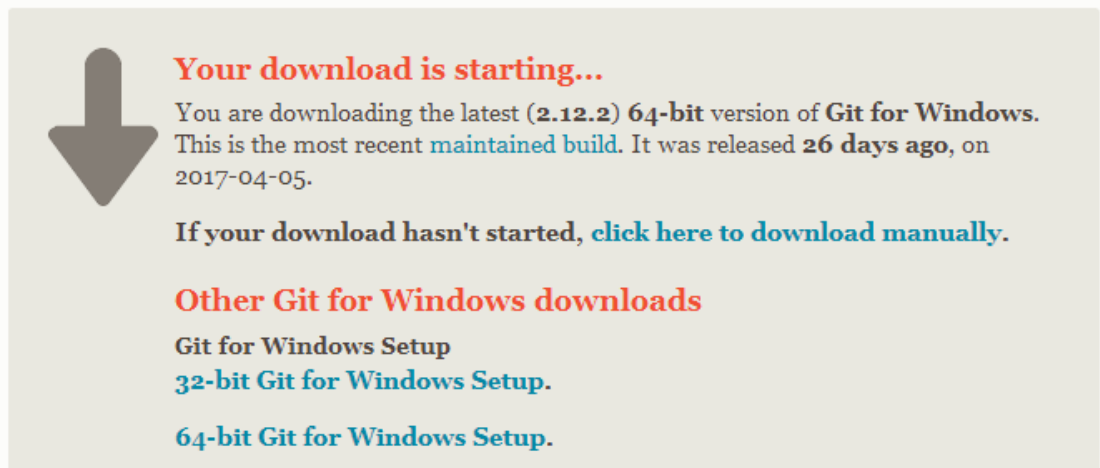 Your download is starting...
You are downloading the latest (2.12.2) 64-bit version of Git for Windows.
This is the most recent maintained build. It was released 26 days ago, on
2017-04-05.
If your download hasn't started, click here to download manually.
Other Git for Windows downloads
Git for Windows Setup
32-bit Git for Windows Setup.
64-bit Git for Windows Setup.